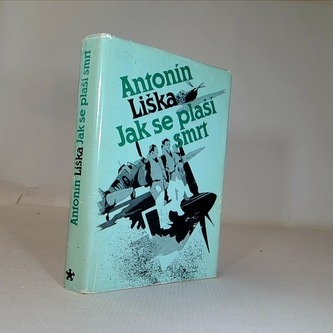 Antonín
Liška
Jak se plaší
smrt
Antonín Liška Jak se plaší smrt